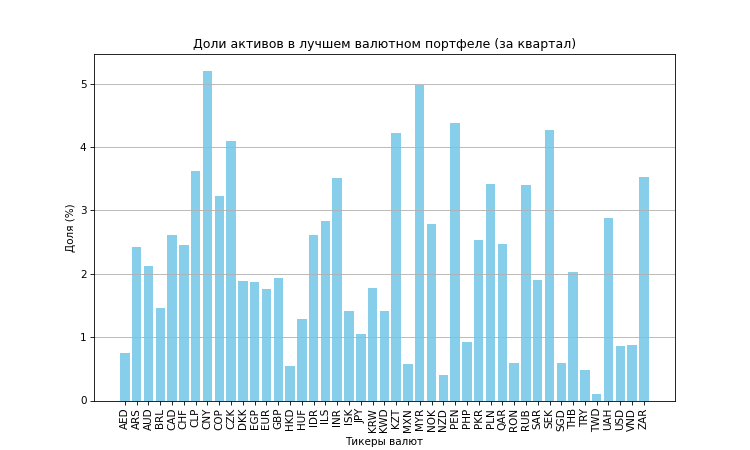 Доли активов в лучшем валютном портфеле (за квартал)
Доля (%)
5
4
3
2
1
0
AED ARS AUD BRL CAD CHF CLP CNY COP CZK DKK EGP EUR GBP HKD HUF IDR ILS INR ISK JPY KRW KWD KZT MXN MYR NOK NZD PEN PHP PKR PLN QAR RON RUB SAR SEK SGD THB TRY TWD UAH USD VND ZAR
Тикеры валют